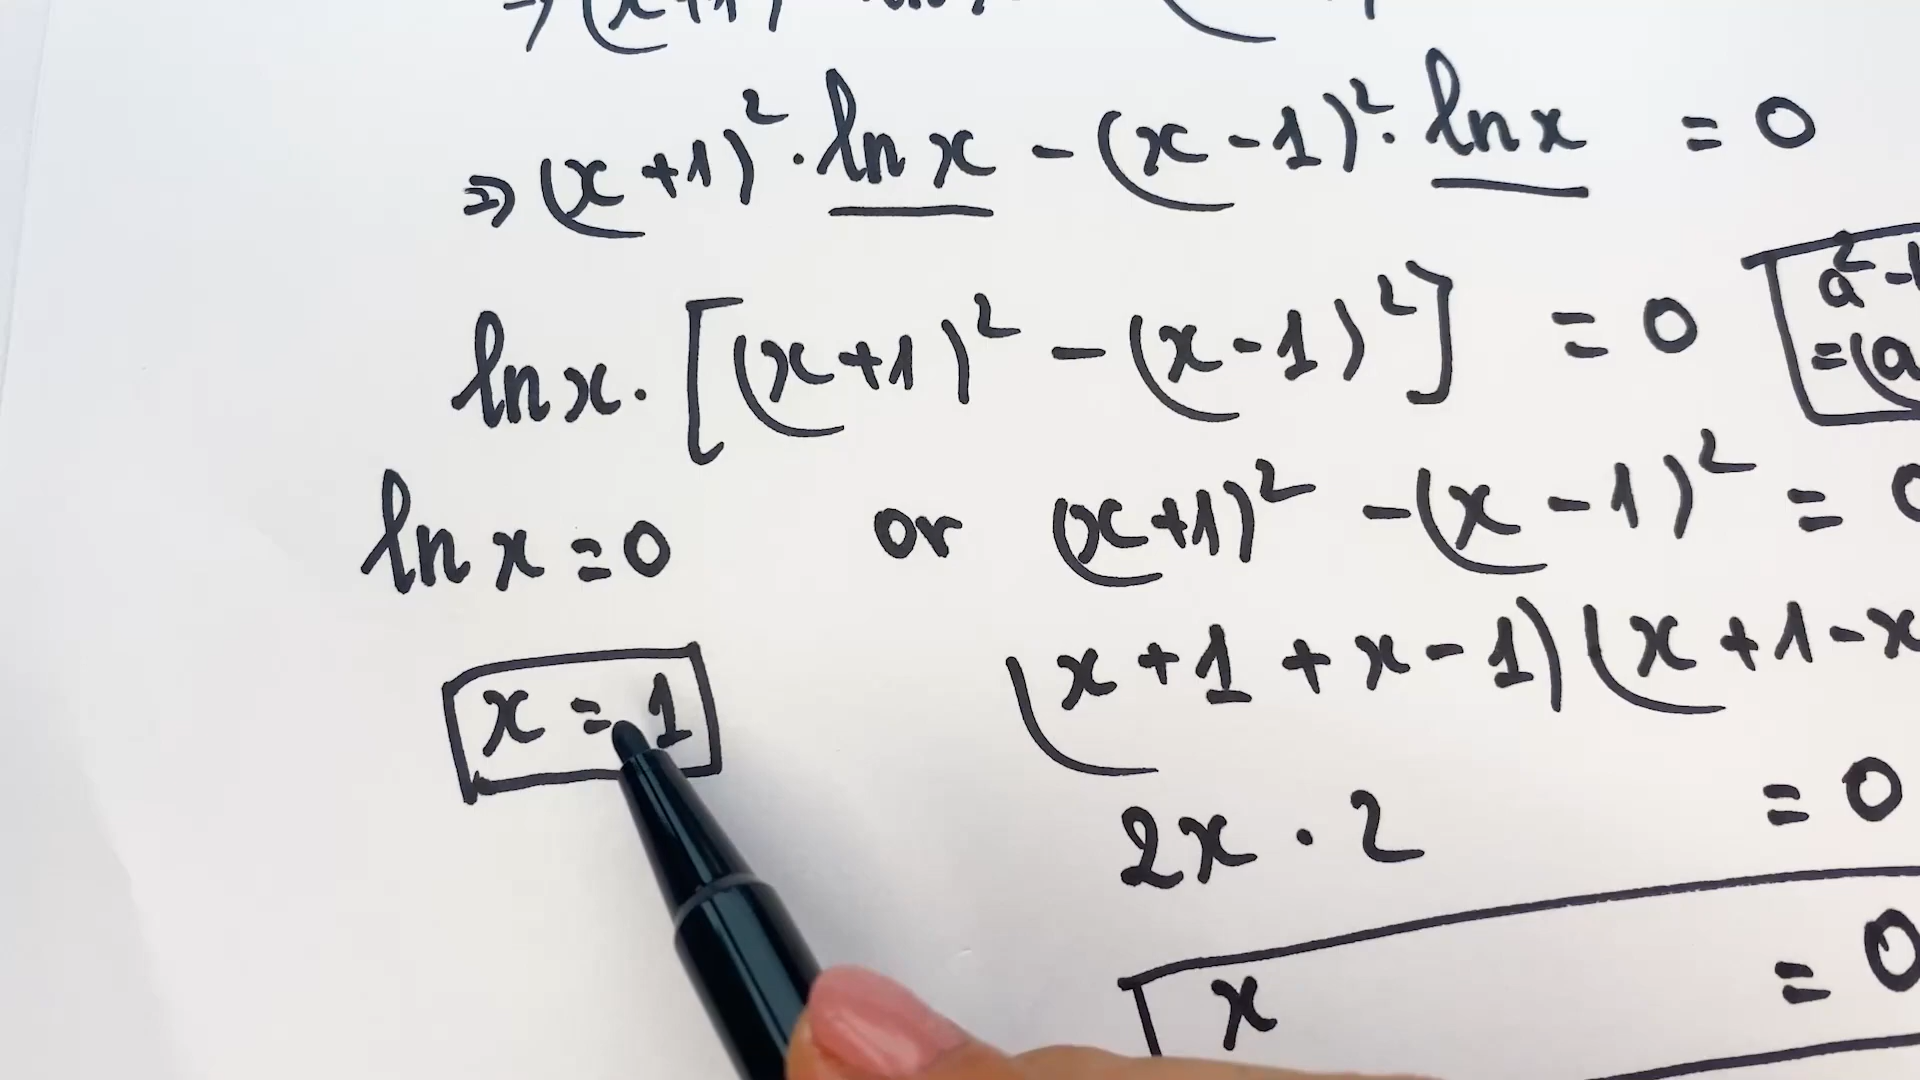 ⇒ (x+1)² · ln x - (x-1)² · ln x = 0
ln x · [(x+1)² - (x-1)²] = 0
a² -
= (a
ln x = 0 or (x+1)² - (x-1)² = 0
x = 1
(x+1+x-1)(x+1-x
2x · 2 = 0
x = 0